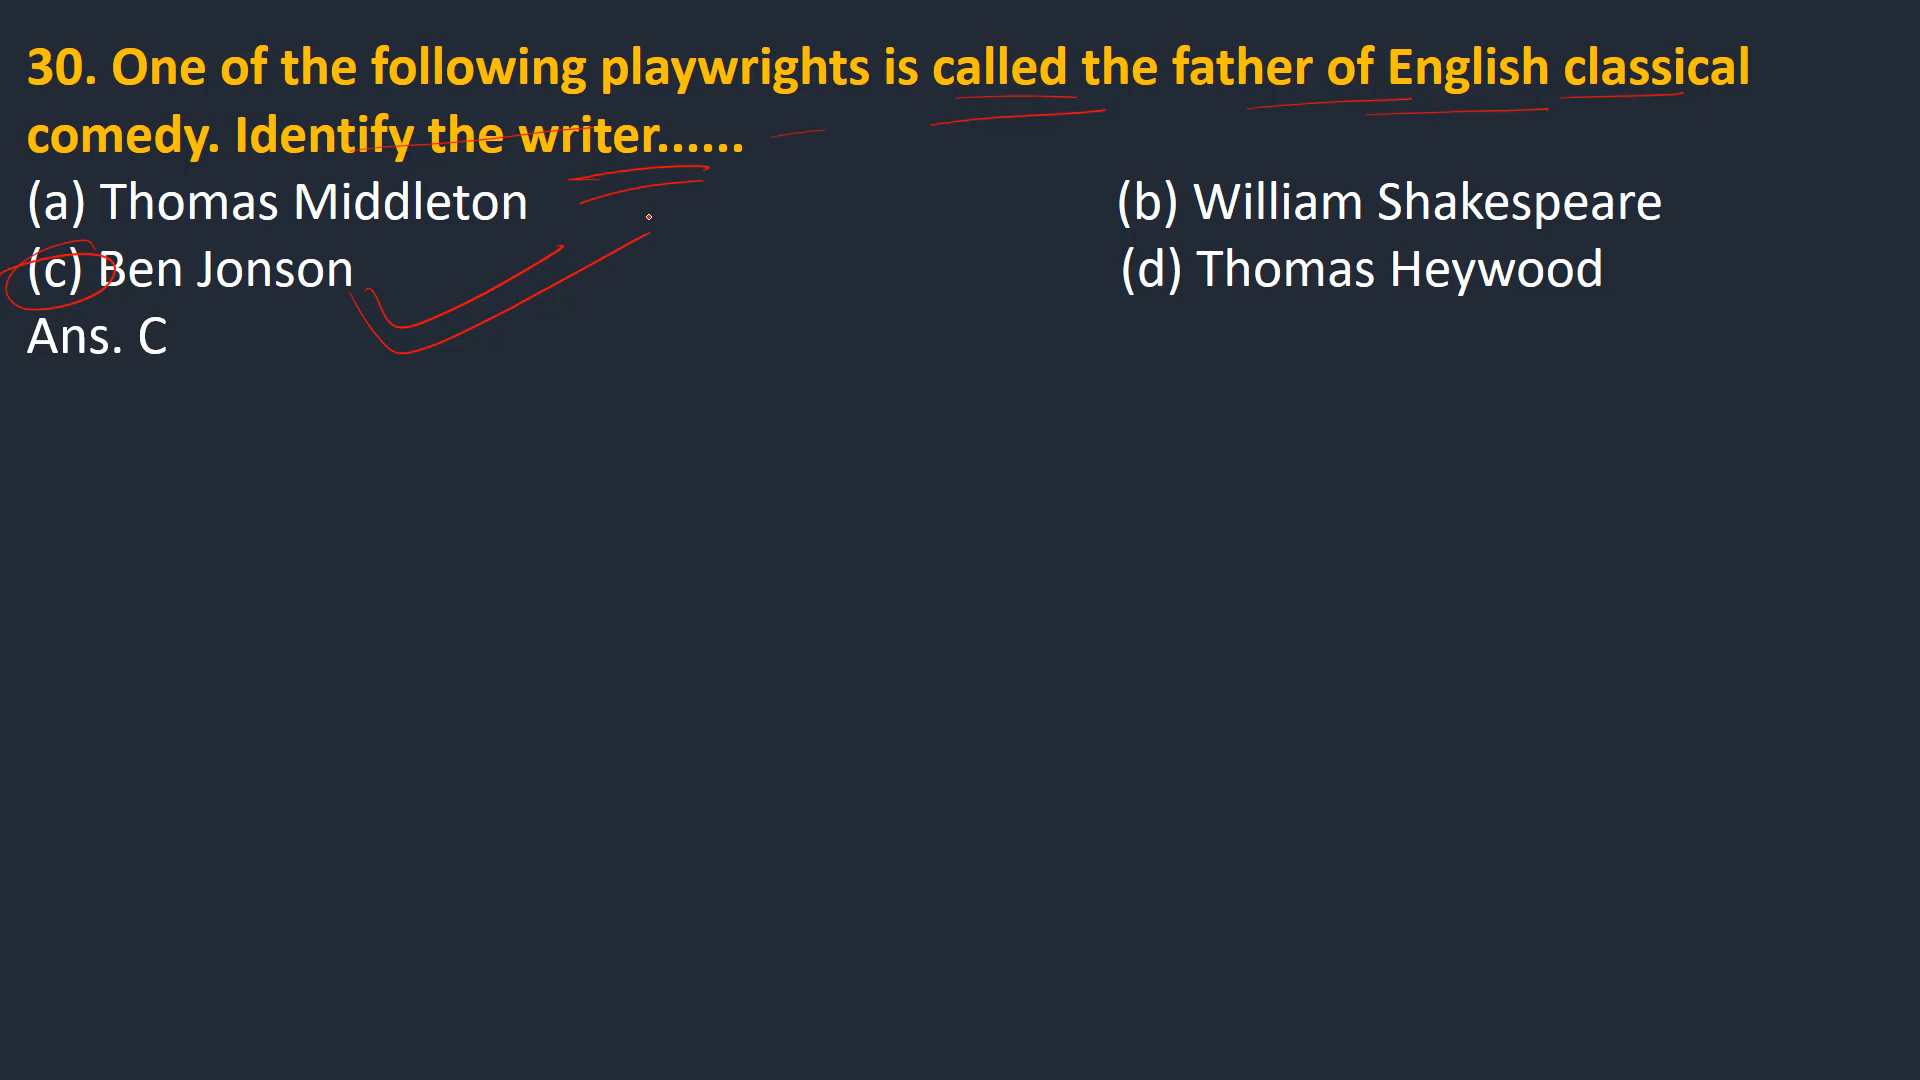 30. One of the following playwrights is called the father of English classical
comedy. Identify the writer......
(a) Thomas Middleton (b) William Shakespeare
(c) Ben Jonson (d) Thomas Heywood
Ans. C